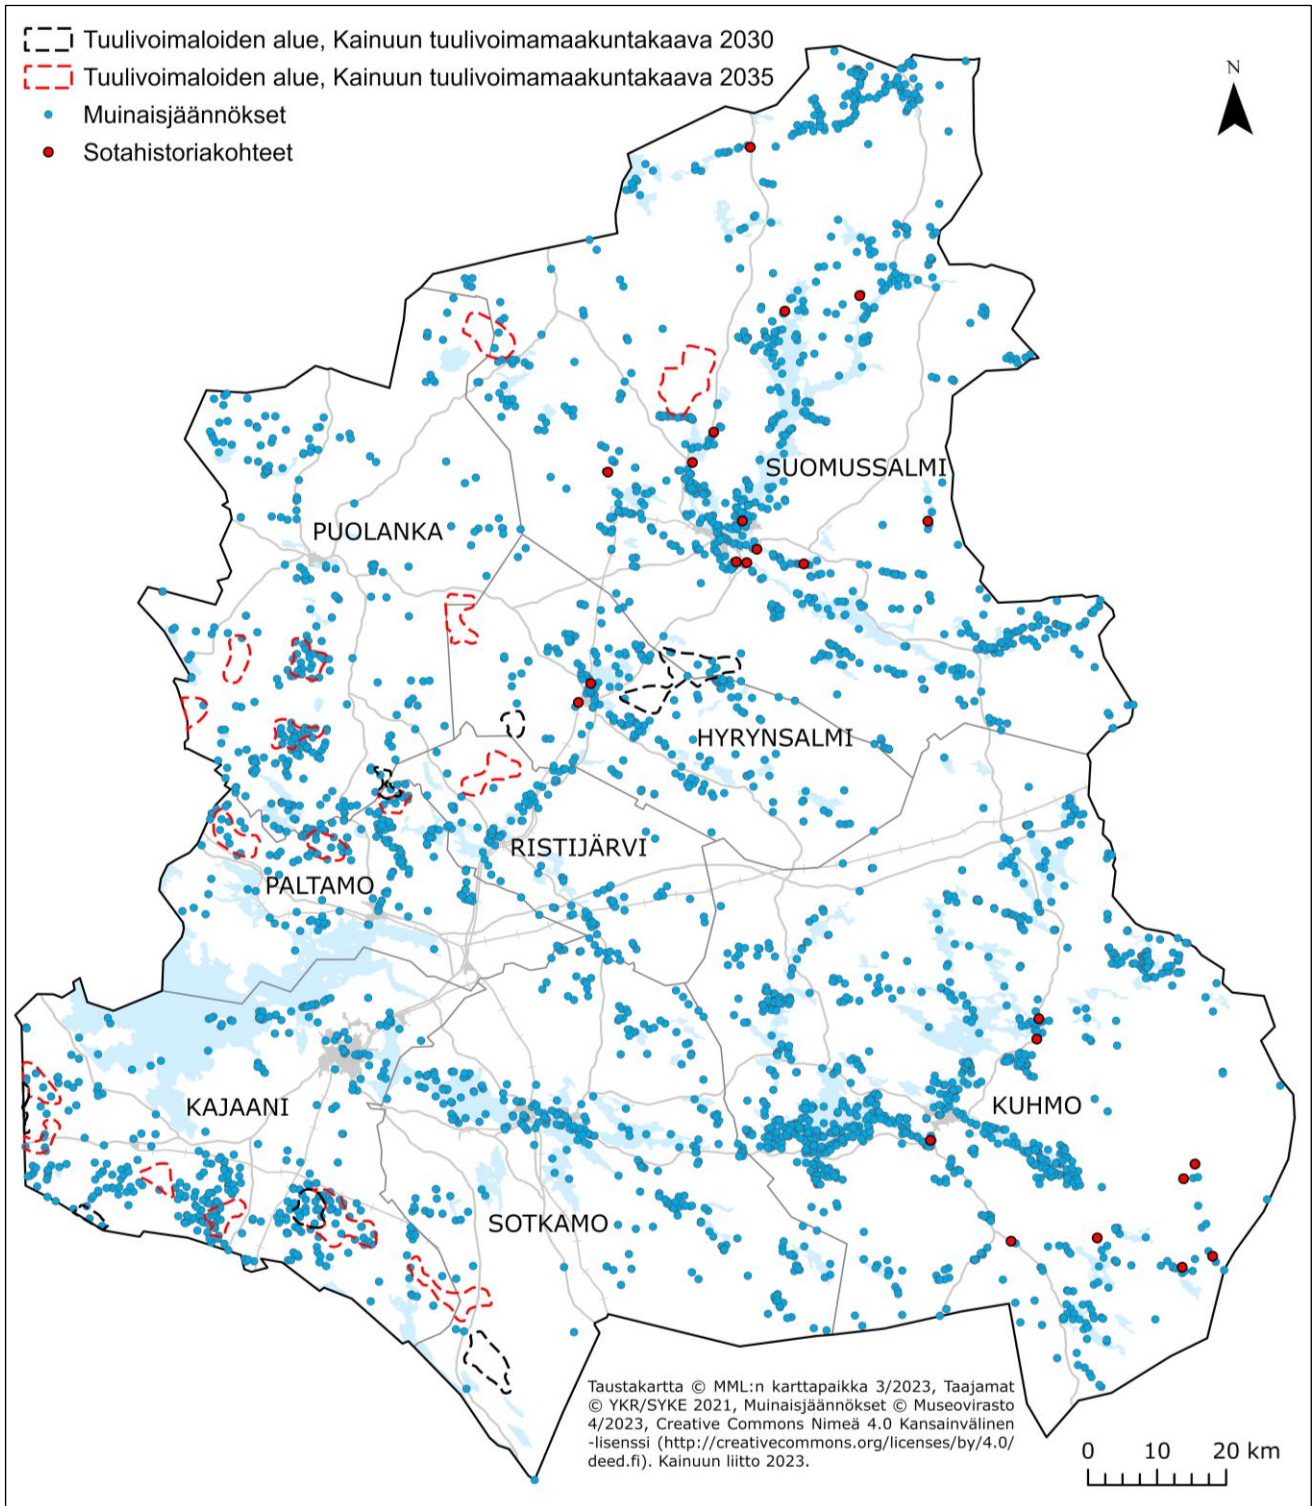 Tuulivoimaloiden alue, Kainuun tuulivoimamaakuntakaava 2030
Tuulivoimaloiden alue, Kainuun tuulivoimamaakuntakaava 2035
Muinaisjäännökset
Sotahistoriakohteet
N
SUOMUSSALMI
PUOLANKA
HYRYNSALMI
RISTIJÄRVI
PALTAMO
KAJAANI
KUHMO
SOTKAMO
Taustakartta © MML:n karttapaikka 3/2023, Taajamat
© YKR/SYKE 2021, Muinaisjäännökset © Museovirasto
4/2023, Creative Commons Nimeä 4.0 Kansainvälinen
-lisenssi (http://creativecommons.org/licenses/by/4.0/
deed.fi). Kainuun liitto 2023.
0 10 20 km